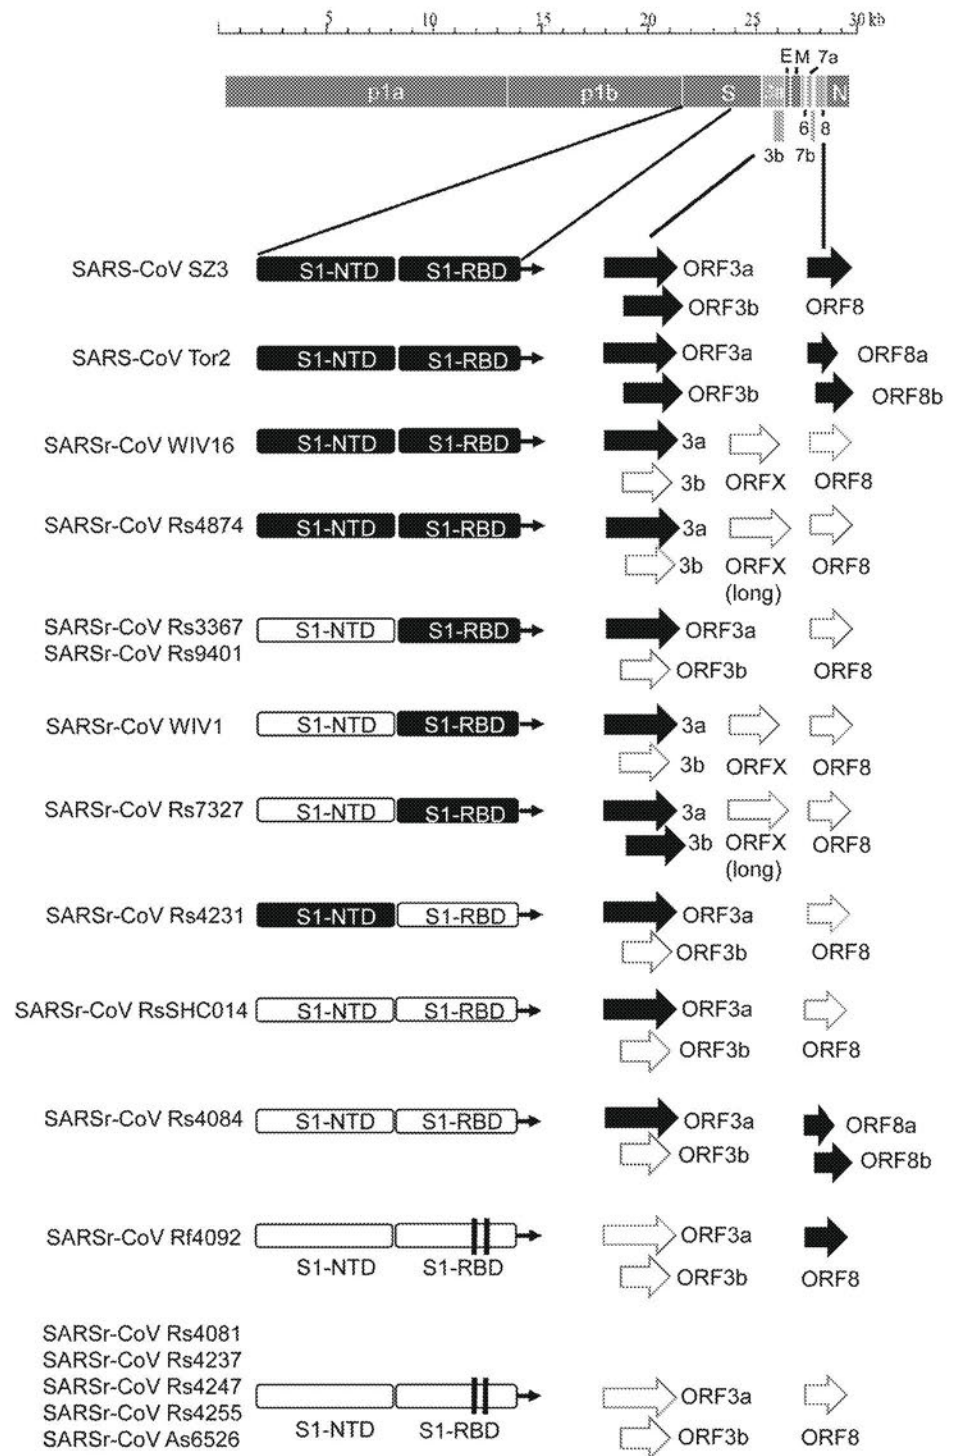 5 10 15 20 25 30 kb
E M 7a
p1a p1b S 3a N
6 8
3b 7b
SARS-CoV SZ3 S1-NTD S1-RBD ORF3a
ORF3b ORF8
SARS-CoV Tor2 S1-NTD S1-RBD ORF3a ORF8a
ORF3b ORF8b
SARSr-CoV WIV16 S1-NTD S1-RBD 3a
3b ORFX ORF8
SARSr-CoV Rs4874 S1-NTD S1-RBD 3a
3b ORFX ORF8
(long)
SARSr-CoV Rs3367 S1-NTD S1-RBD ORF3a
SARSr-CoV Rs9401
ORF3b ORF8
SARSr-CoV WIV1 S1-NTD S1-RBD 3a
3b ORFX ORF8
SARSr-CoV Rs7327 S1-NTD S1-RBD 3a
3b ORFX ORF8
(long)
SARSr-CoV Rs4231 S1-NTD S1-RBD ORF3a
ORF3b ORF8
SARSr-CoV RsSHC014 S1-NTD S1-RBD ORF3a
ORF3b ORF8
SARSr-CoV Rs4084 S1-NTD S1-RBD ORF3a ORF8a
ORF3b ORF8b
SARSr-CoV Rf4092 ORF3a
S1-NTD S1-RBD ORF3b ORF8
SARSr-CoV Rs4081
SARSr-CoV Rs4237
SARSr-CoV Rs4247 ORF3a
SARSr-CoV Rs4255
S1-NTD S1-RBD
SARSr-CoV As6526 ORF3b ORF8